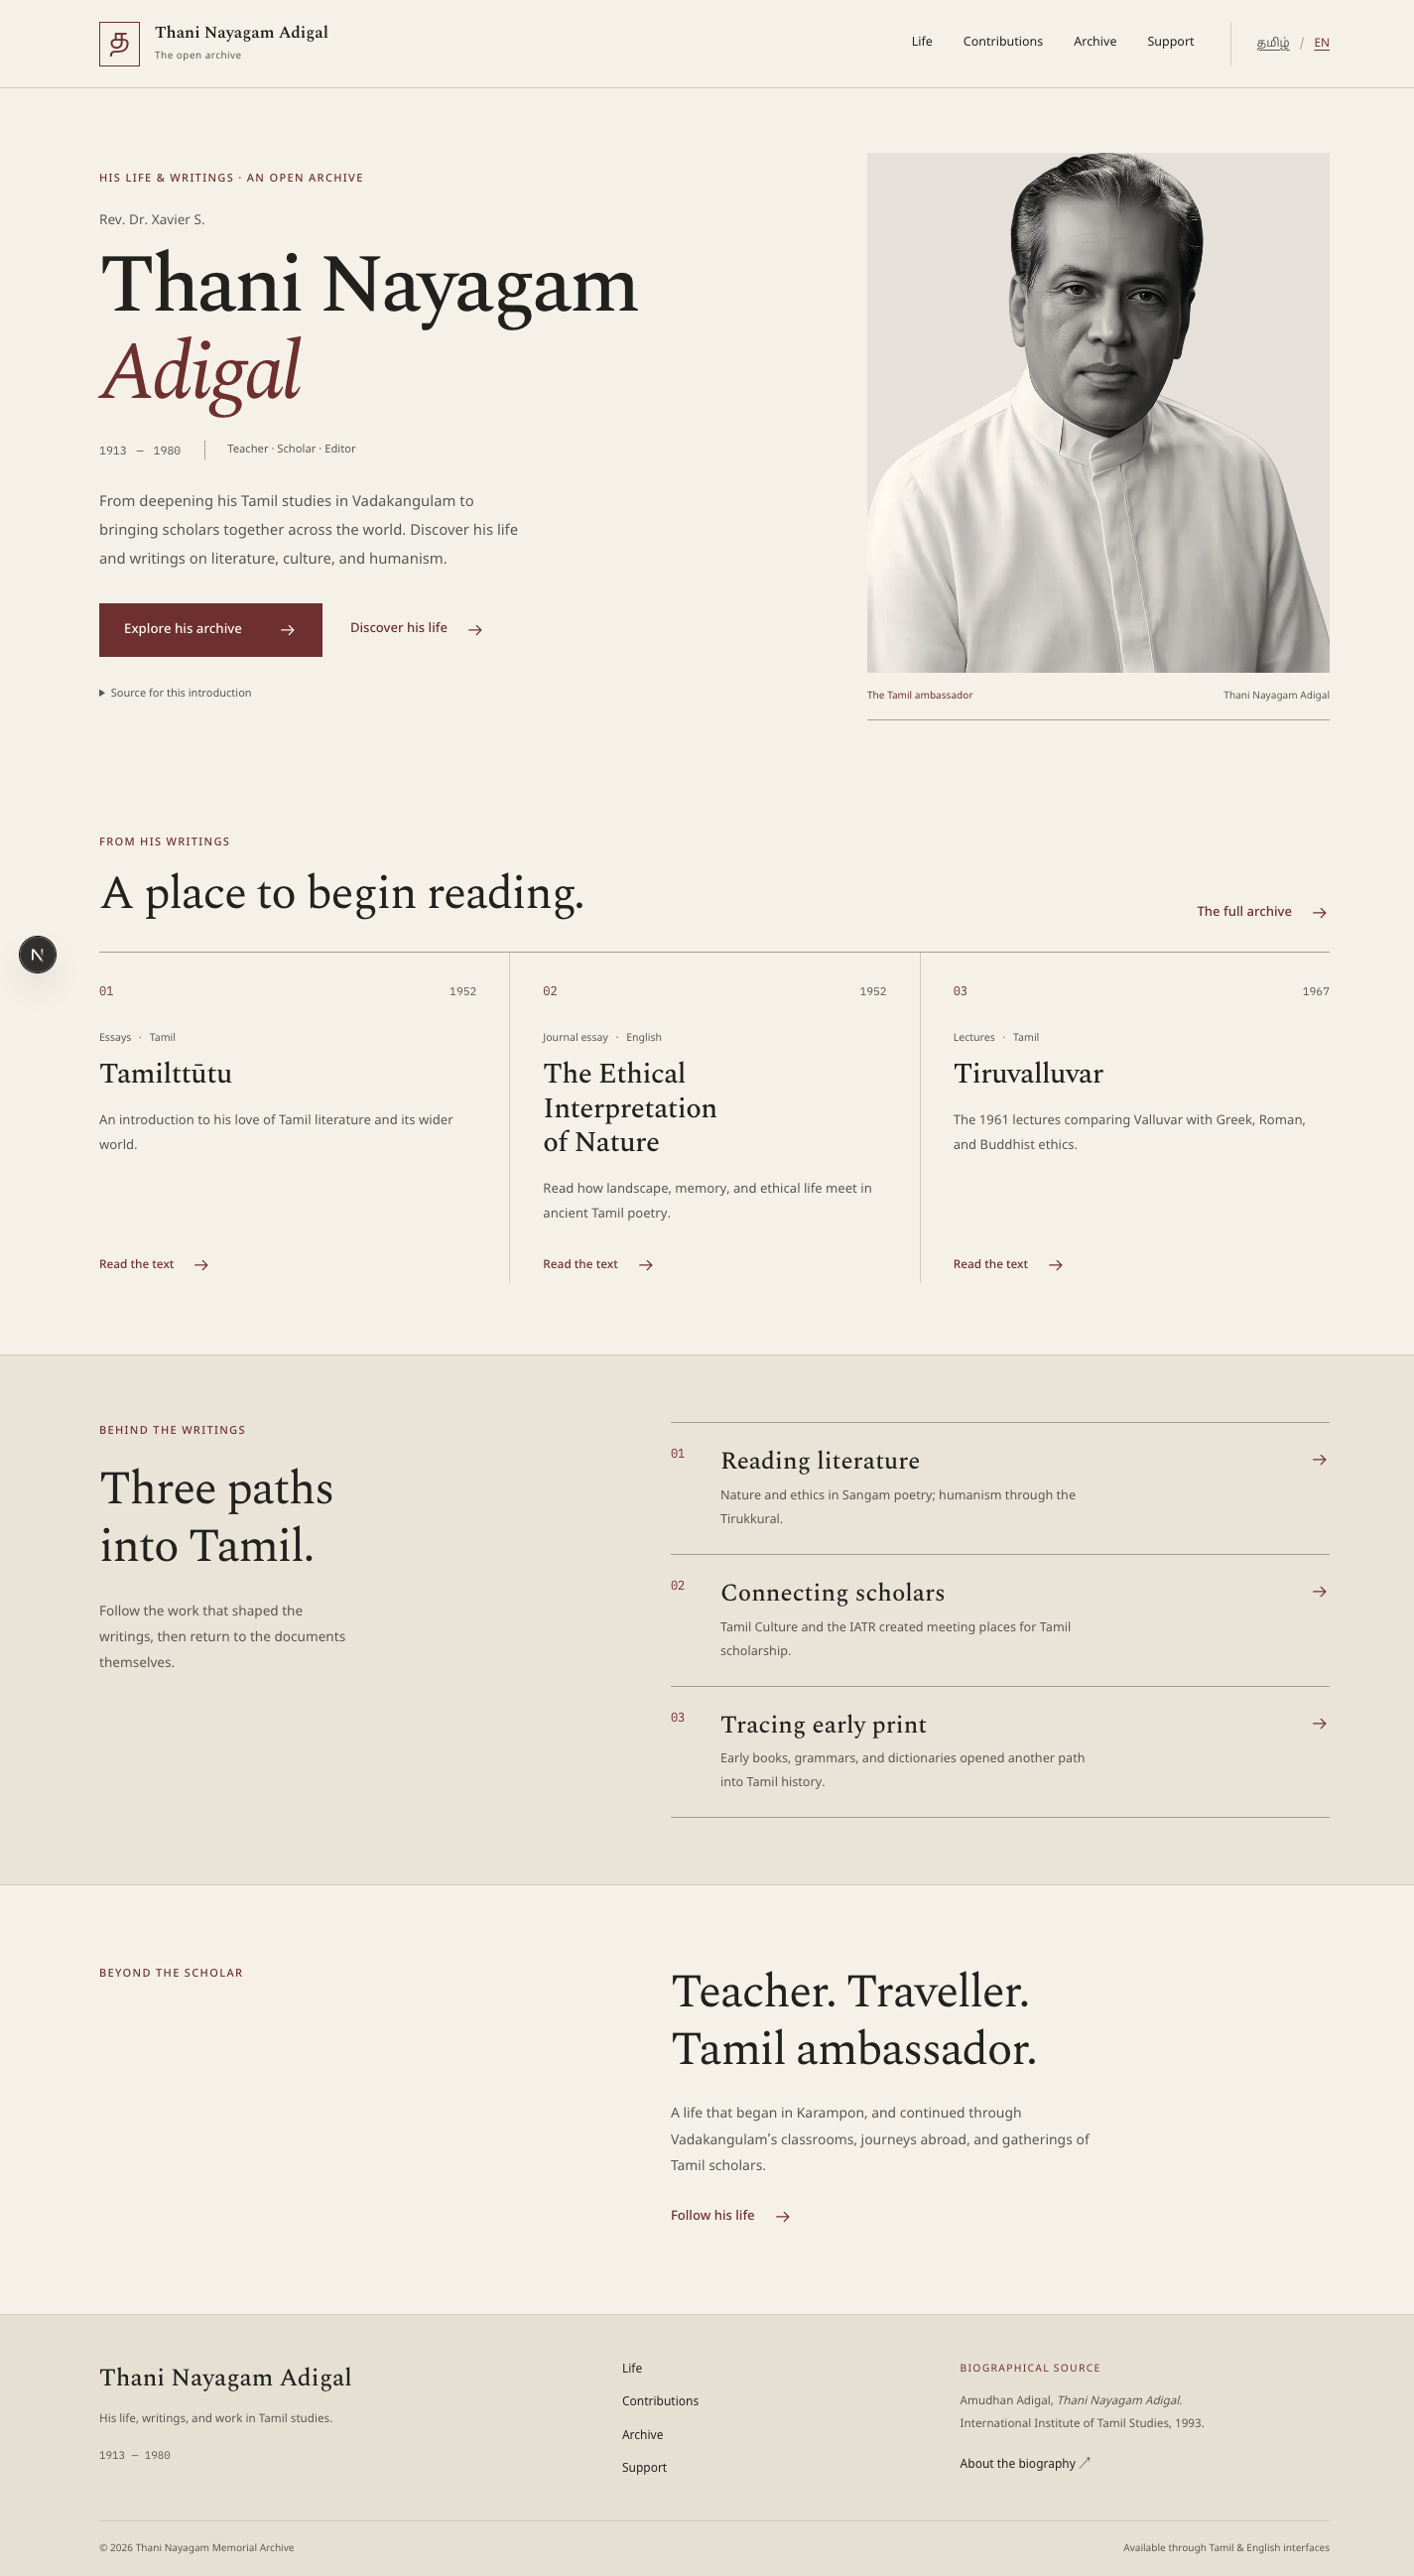 த
Thani Nayagam Adigal
The open archive
Life
Contributions
Archive
Support
தமிழ் / EN
HIS LIFE & WRITINGS · AN OPEN ARCHIVE
Rev. Dr. Xavier S.
Thani Nayagam
Adigal
1913 — 1980
Teacher · Scholar · Editor
From deepening his Tamil studies in Vadakangulam to
bringing scholars together across the world. Discover his life
and writings on literature, culture, and humanism.
Explore his archive →
Discover his life →
Source for this introduction
The Tamil ambassador
Thani Nayagam Adigal
FROM HIS WRITINGS
A place to begin reading.
The full archive →
N
01
1952
Essays · Tamil
Tamilttūtu
An introduction to his love of Tamil literature and its wider
world.
Read the text →
02
1952
Journal essay · English
The Ethical
Interpretation
of Nature
Read how landscape, memory, and ethical life meet in
ancient Tamil poetry.
Read the text →
03
1967
Lectures · Tamil
Tiruvalluvar
The 1961 lectures comparing Valluvar with Greek, Roman,
and Buddhist ethics.
Read the text →
BEHIND THE WRITINGS
Three paths
into Tamil.
Follow the work that shaped the
writings, then return to the documents
themselves.
01
Reading literature →
Nature and ethics in Sangam poetry; humanism through the
Tirukkural.
02
Connecting scholars →
Tamil Culture and the IATR created meeting places for Tamil
scholarship.
03
Tracing early print →
Early books, grammars, and dictionaries opened another path
into Tamil history.
BEYOND THE SCHOLAR
Teacher. Traveller.
Tamil ambassador.
A life that began in Karampon, and continued through
Vadakangulam’s classrooms, journeys abroad, and gatherings of
Tamil scholars.
Follow his life →
Thani Nayagam Adigal
His life, writings, and work in Tamil studies.
1913 — 1980
Life
Contributions
Archive
Support
BIOGRAPHICAL SOURCE
Amudhan Adigal, Thani Nayagam Adigal.
International Institute of Tamil Studies, 1993.
About the biography ↗
© 2026 Thani Nayagam Memorial Archive
Available through Tamil & English interfaces